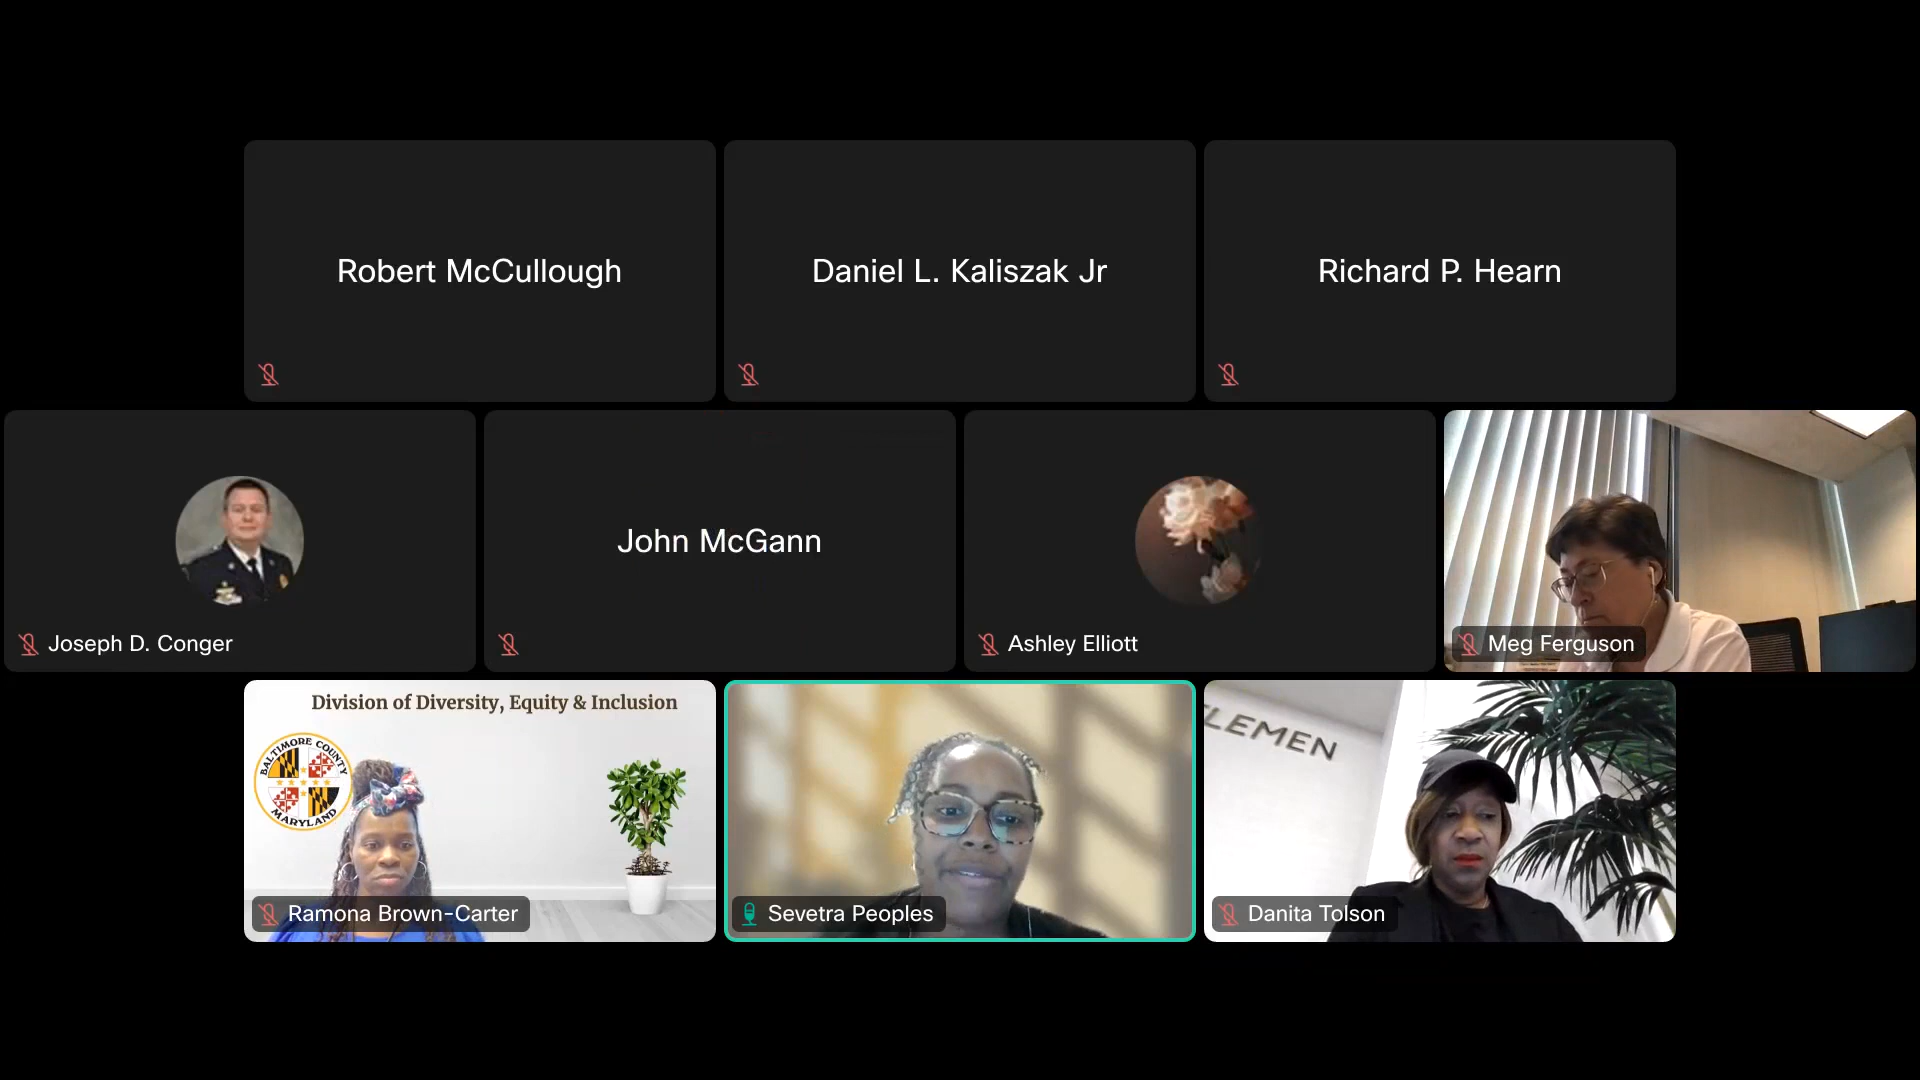 Robert McCullough
Daniel L. Kaliszak Jr
Richard P. Hearn
Joseph D. Conger
John McGann
Ashley Elliott
Meg Ferguson
Division of Diversity, Equity & Inclusion
BALTIMORE COUNTY
MARYLAND
Ramona Brown-Carter
Sevetra Peoples
LEMEN
Danita Tolson